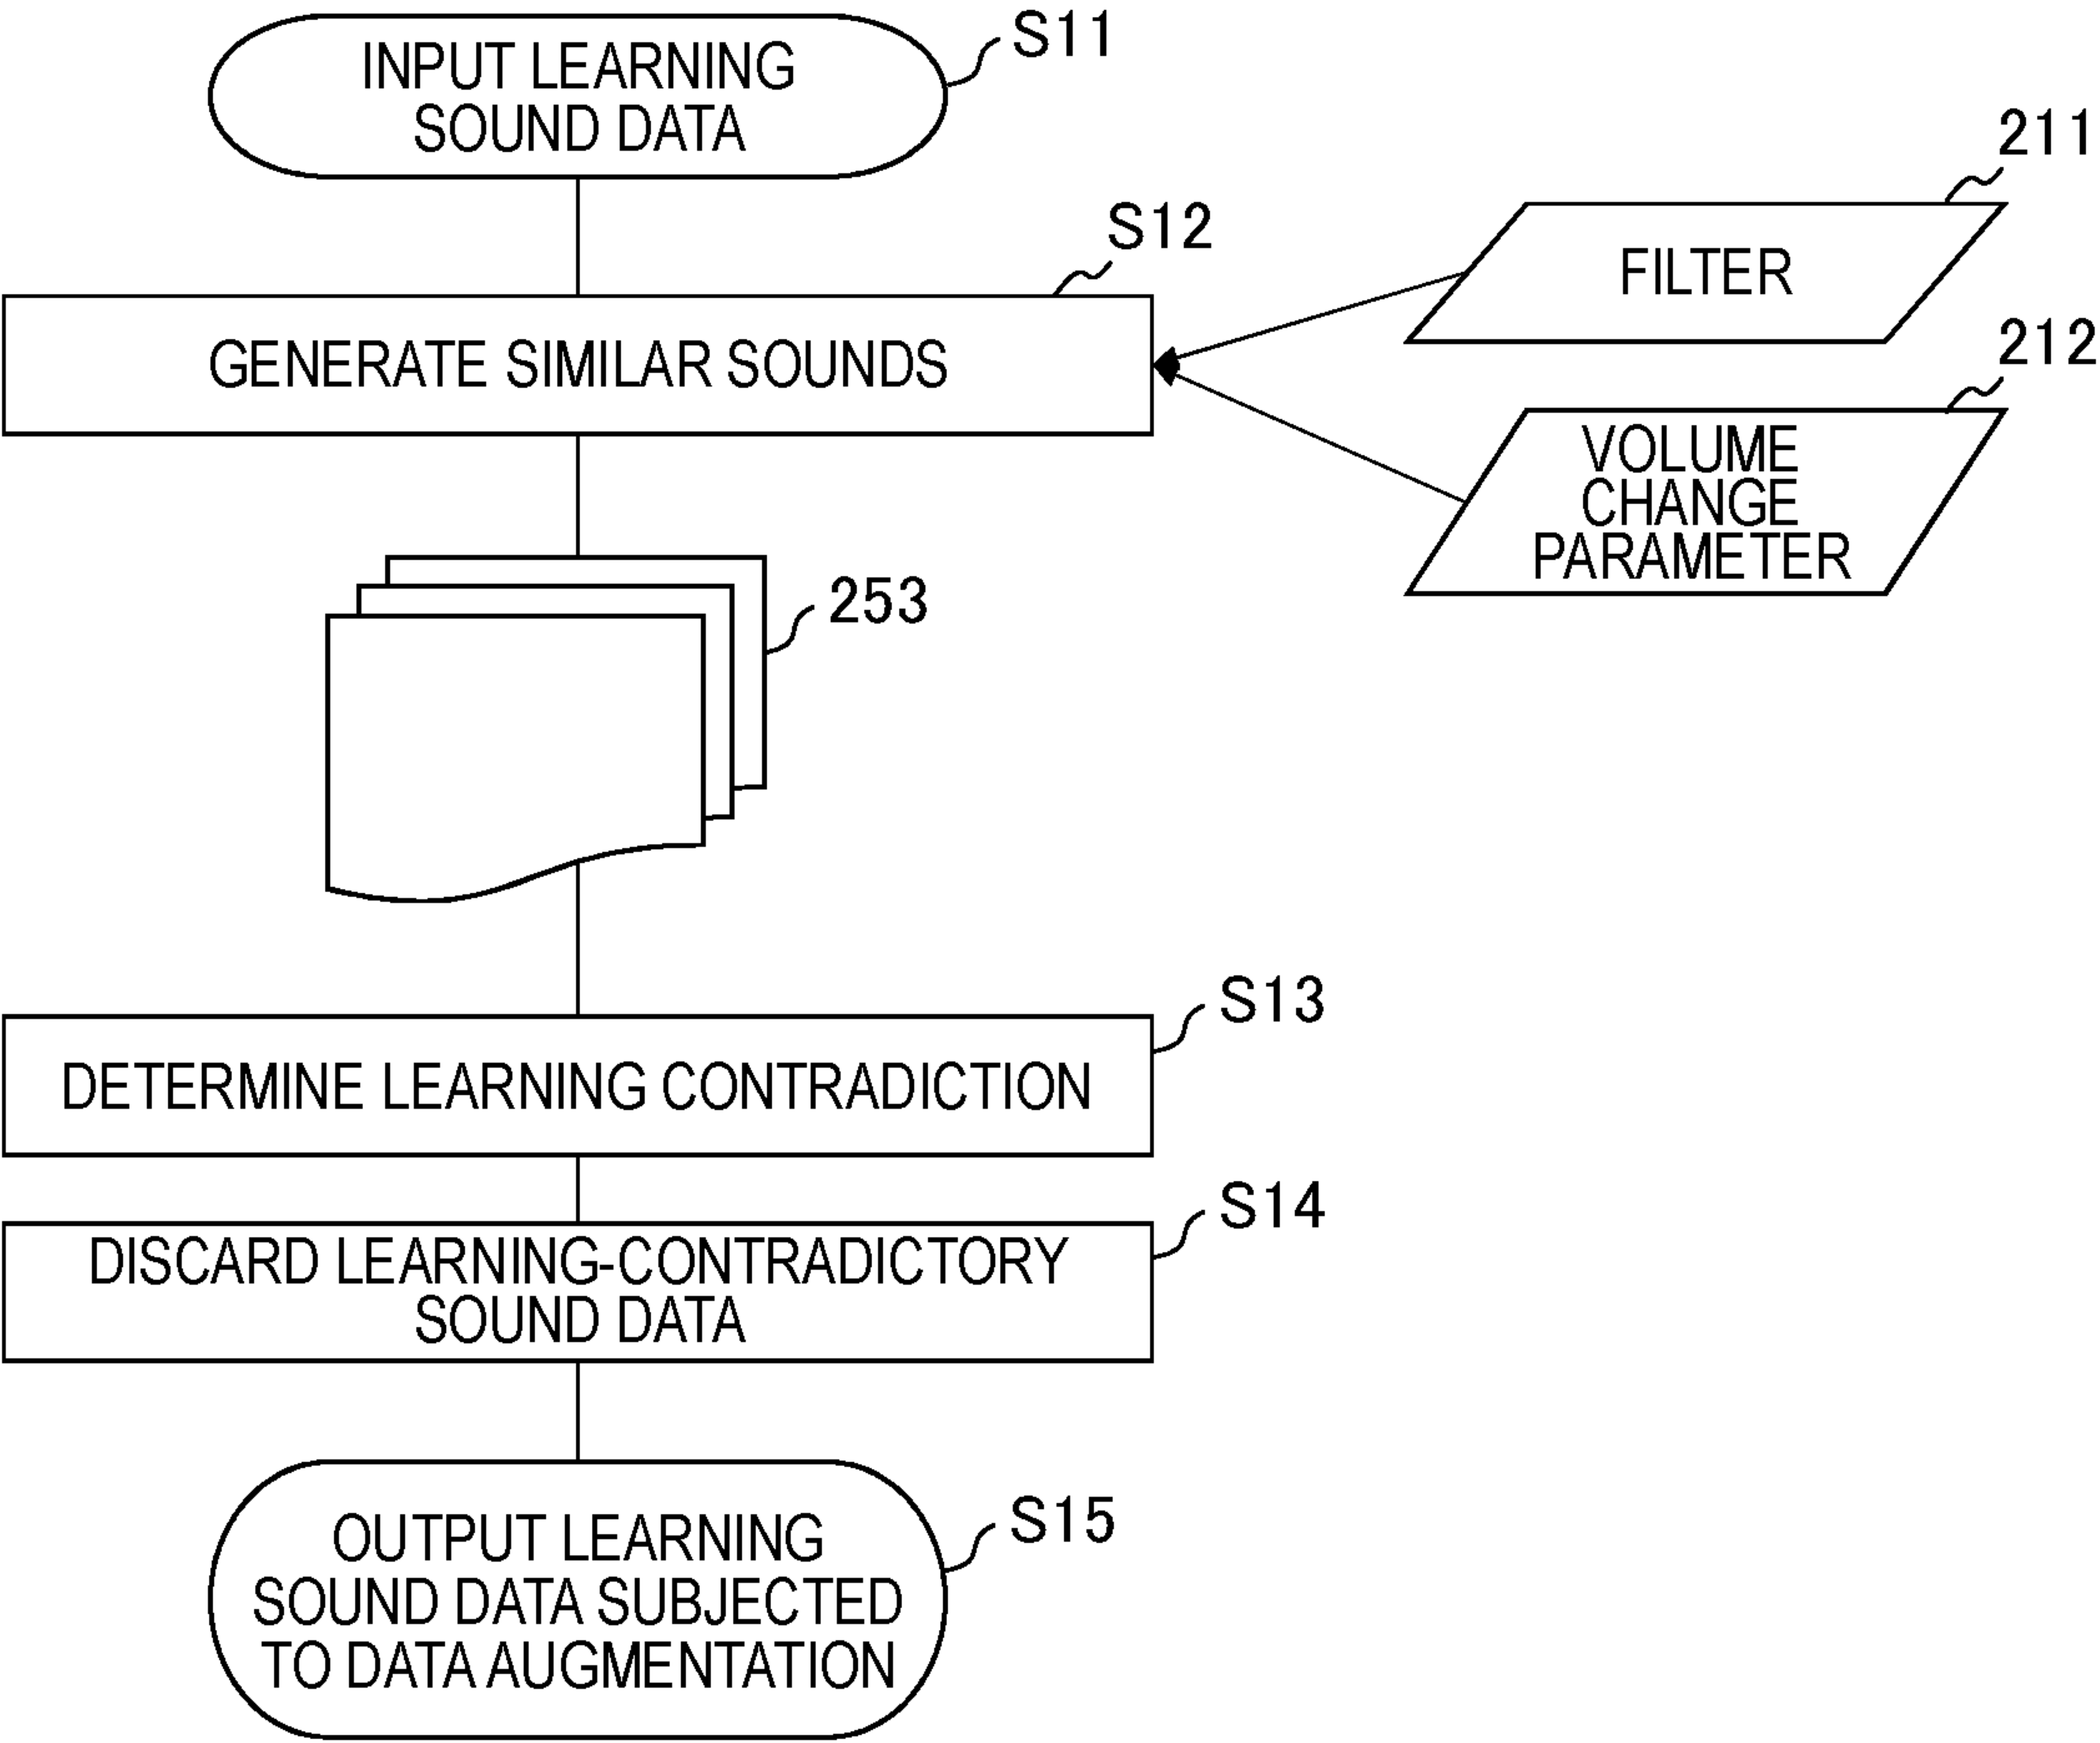 INPUT LEARNING
SOUND DATA
S11
211
FILTER
S12
GENERATE SIMILAR SOUNDS
212
VOLUME
CHANGE
PARAMETER
253
S13
DETERMINE LEARNING CONTRADICTION
S14
DISCARD LEARNING-CONTRADICTORY
SOUND DATA
S15
OUTPUT LEARNING
SOUND DATA SUBJECTED
TO DATA AUGMENTATION